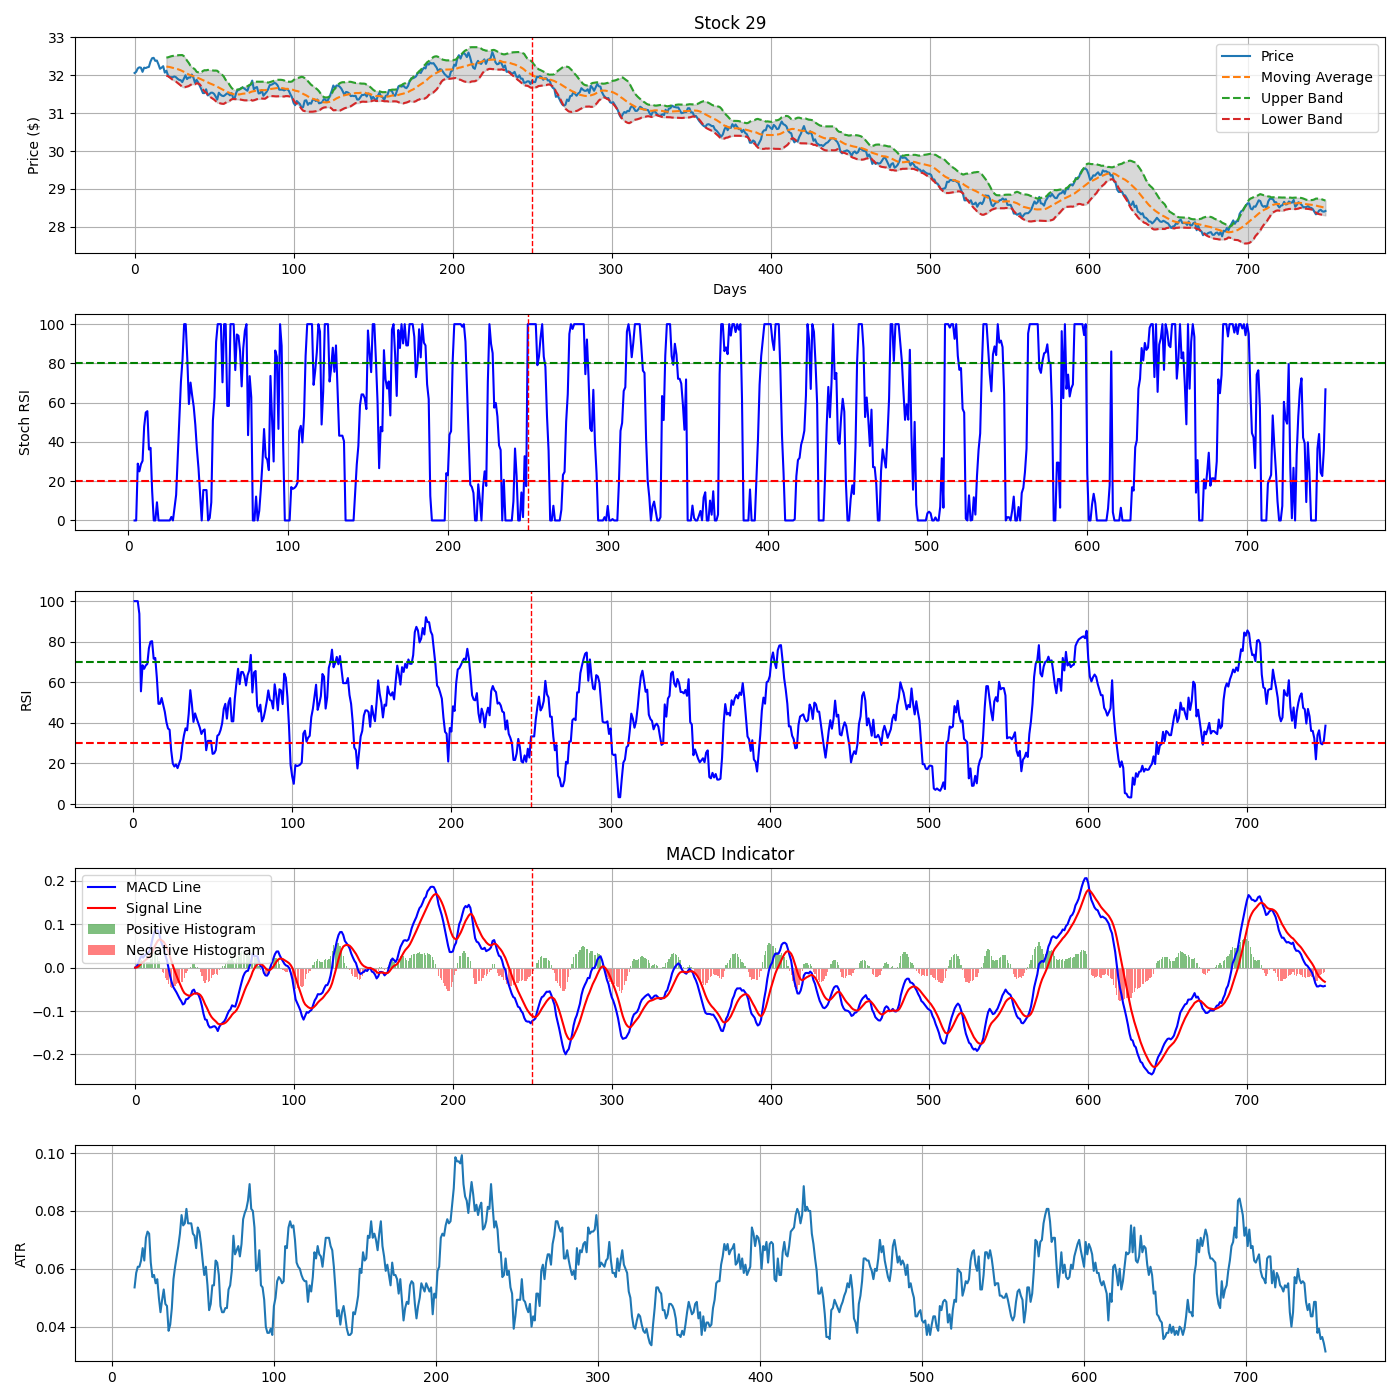 Stock 29
Price ($)
33
32
31
30
29
28
Price
Moving Average
Upper Band
Lower Band
0 100 200 300 400 500 600 700
Days
Stoch RSI
100
80
60
40
20
0
0 100 200 300 400 500 600 700
RSI
100
80
60
40
20
0
0 100 200 300 400 500 600 700
MACD Indicator
0.2
0.1
0.0
−0.1
−0.2
MACD Line
Signal Line
Positive Histogram
Negative Histogram
0 100 200 300 400 500 600 700
ATR
0.10
0.08
0.06
0.04
0 100 200 300 400 500 600 700